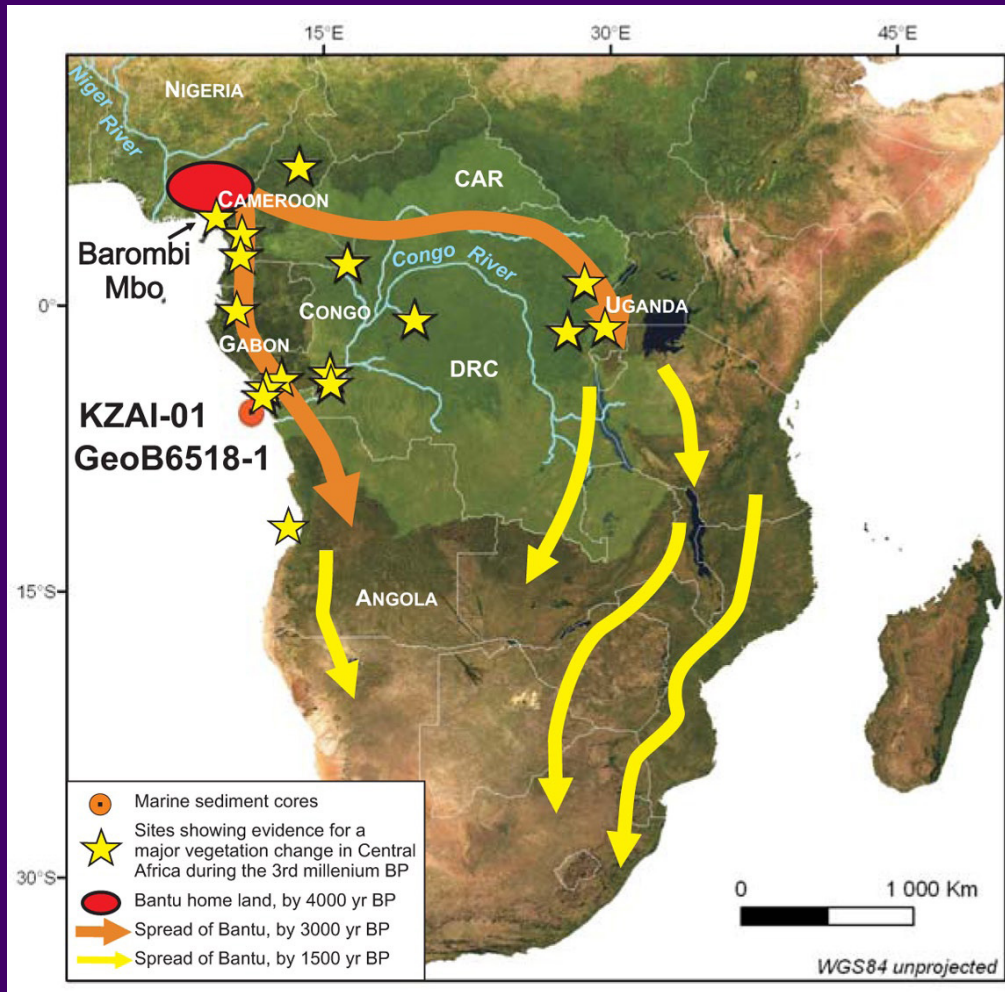 15°E
30°E
45°E
NIGERIA
Niger River
CAMEROON
CAR
Barombi
Mbo
Congo River
0°
CONGO
UGANDA
GABON
DRC
KZAI-01
GeoB6518-1
15°S
ANGOLA
30°S
Marine sediment cores
Sites showing evidence for a
major vegetation change in Central
Africa during the 3rd millenium BP
Bantu home land, by 4000 yr BP
Spread of Bantu, by 3000 yr BP
Spread of Bantu, by 1500 yr BP
0 1 000 Km
WGS84 unprojected